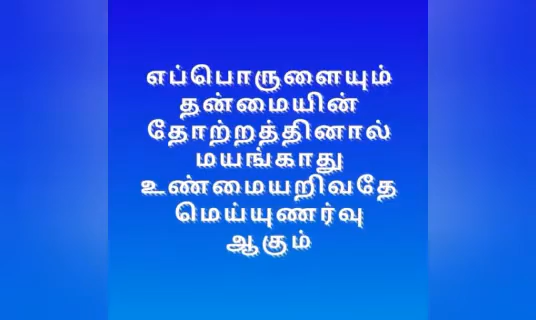 எப்பொருளையும்
தன்மையின்
தோற்றத்தினால்
மயங்காது
உண்மையறிவதே
மெய்யுணர்வு
ஆகும்